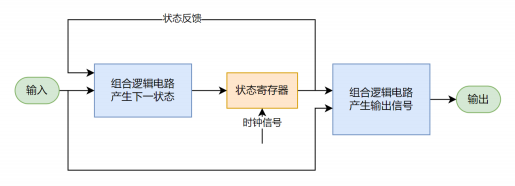 状态反馈
输入
组合逻辑电路
产生下一状态
状态寄存器
时钟信号
组合逻辑电路
产生输出信号
输出